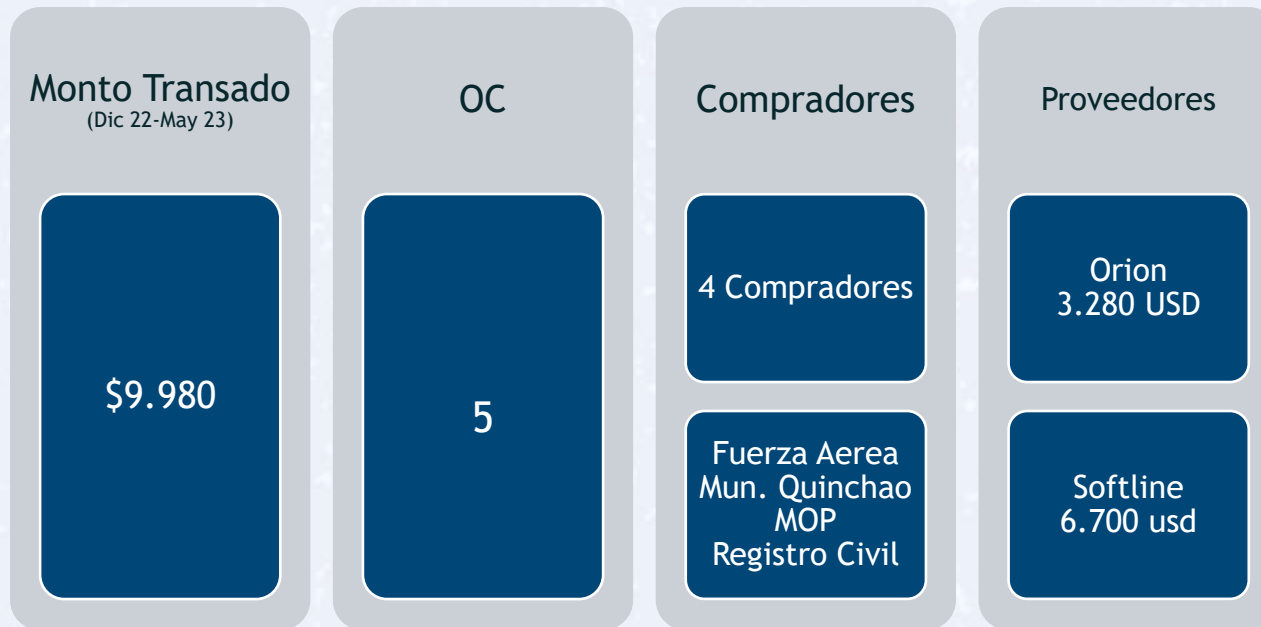 Monto Transado
(Dic 22-May 23)
$9.980
OC
5
Compradores
4 Compradores
Fuerza Aerea
Mun. Quinchao
MOP
Registro Civil
Proveedores
Orion
3.280 USD
Softline
6.700 usd